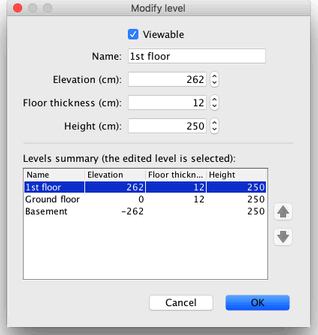 Modify level
Viewable
Name: 1st floor
Elevation (cm): 262
Floor thickness (cm): 12
Height (cm): 250
Levels summary (the edited level is selected):
Name Elevation Floor thickn... Height
1st floor 262 12 250
Ground floor 0 12 250
Basement -262 250
Cancel OK